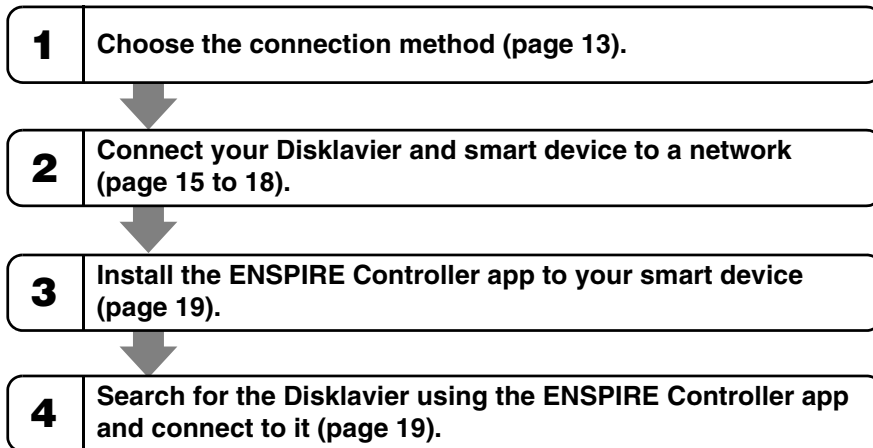 1 Choose the connection method (page 13).
2 Connect your Disklavier and smart device to a network
(page 15 to 18).
3 Install the ENSPIRE Controller app to your smart device
(page 19).
4 Search for the Disklavier using the ENSPIRE Controller app
and connect to it (page 19).